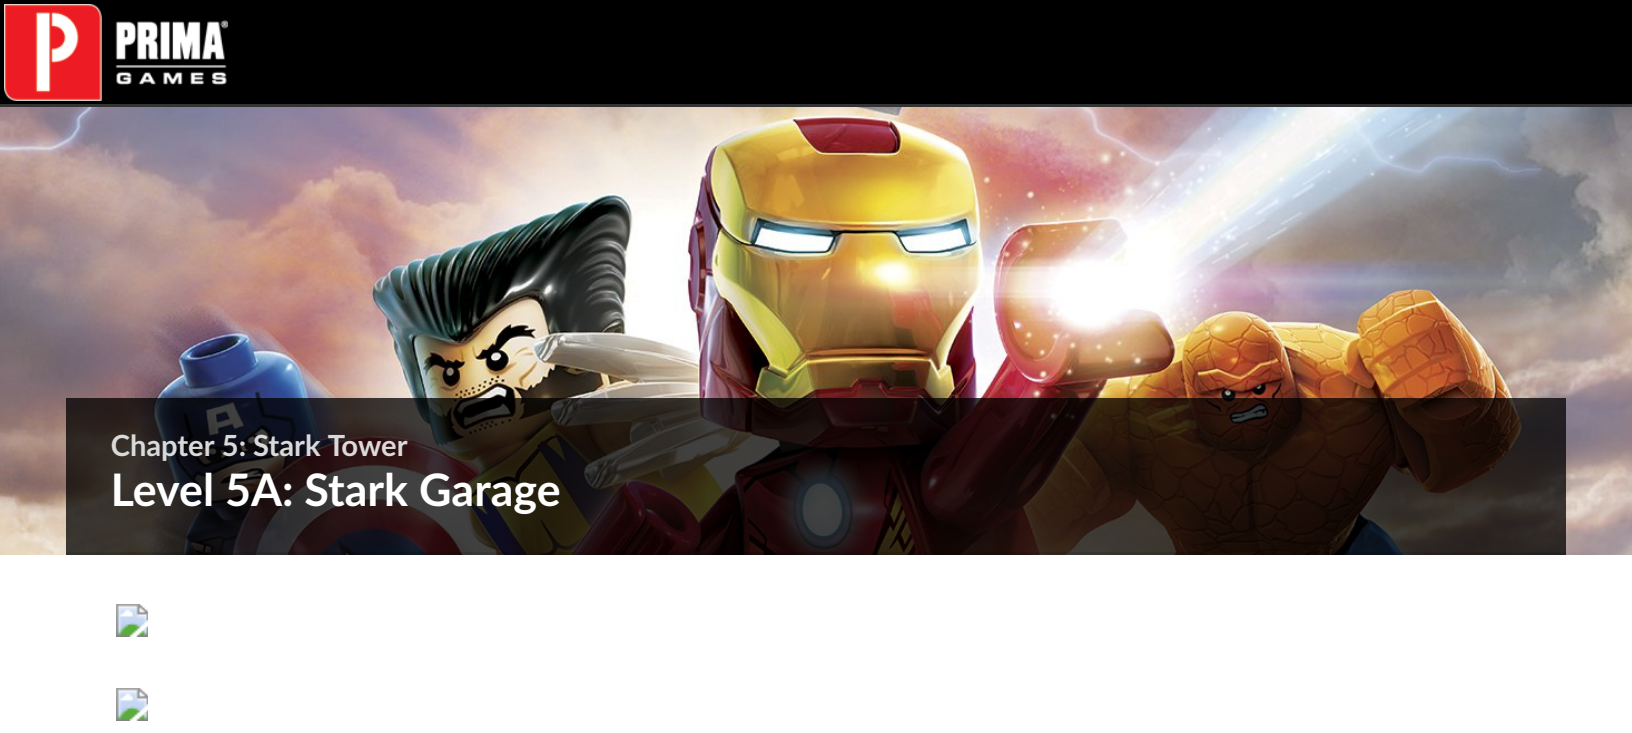 PRIMA®
GAMES
A
Chapter 5: Stark Tower
Level 5A: Stark Garage